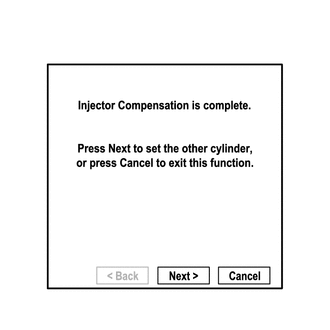 Injector Compensation is complete.
Press Next to set the other cylinder,
or press Cancel to exit this function.
< Back Next > Cancel